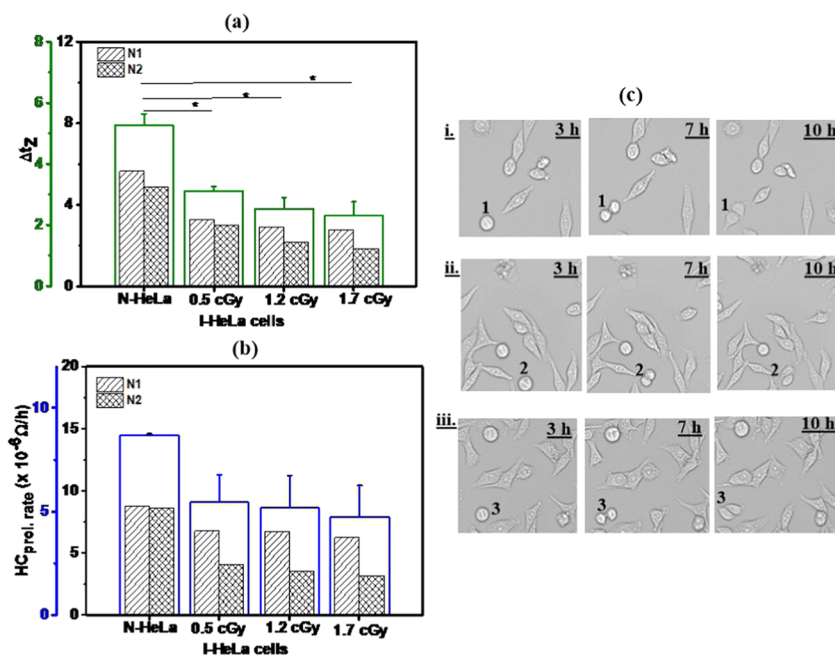 (a)
8
6
4
2
0
Δt_Z
12
8
4
0
N1
N2
*
*
*
N-HeLa
0.5 cGy
1.2 cGy
1.7 cGy
I-HeLa cells
(b)
10
5
0
HC_prol. rate (x 10^-6 Ω/h)
20
15
10
5
0
N1
N2
N-HeLa
0.5 cGy
1.2 cGy
1.7 cGy
I-HeLa cells
(c)
i.
3 h
7 h
10 h
1
1
1
ii.
3 h
7 h
10 h
2
2
2
iii.
3 h
7 h
10 h
3
3
3